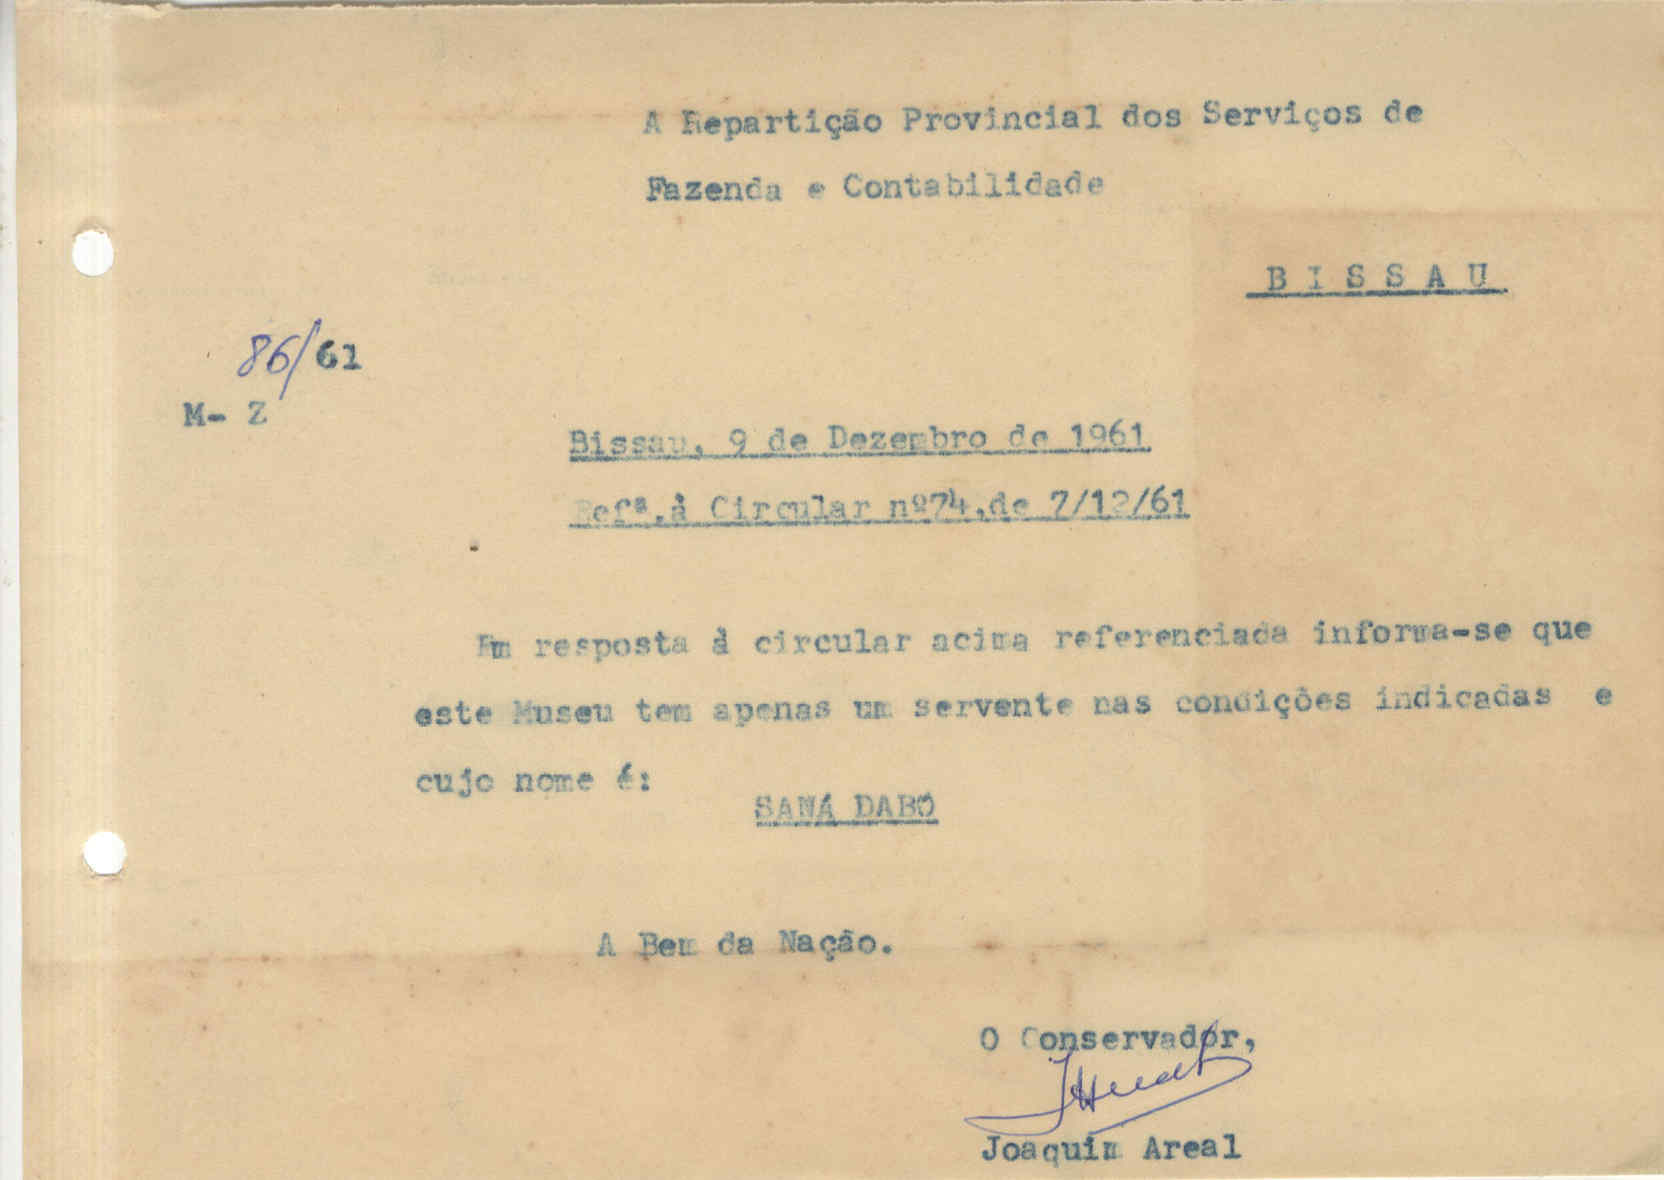 A Repartição Provincial dos Serviços de
Fazenda e Contabilidade
BISSAU
86/61
M- Z
Bissau, 9 de Dezembro de 1961
Refª.à Circular nº74,de 7/12/61
Em resposta à circular acima referenciada informa-se que
este Museu tem apenas um servente nas condições indicadas e
cujo nome é:
SANÁ DABÓ
A Bem da Nação.
O Conservador,
Joaquim Areal